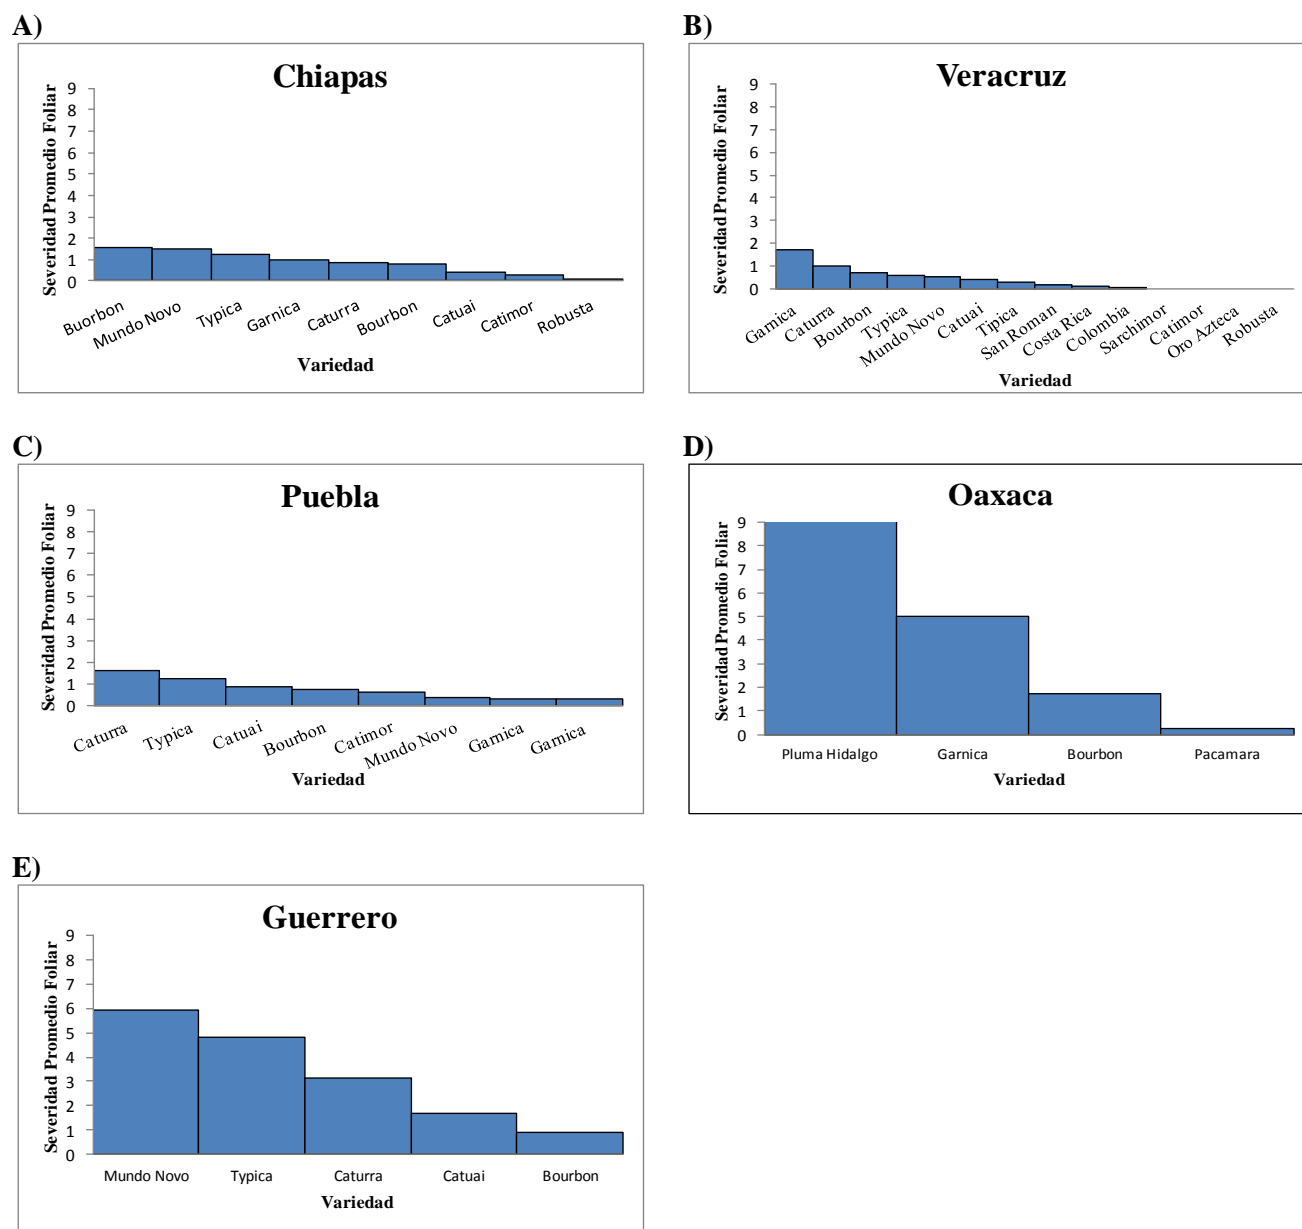 A)
Chiapas
Severidad Promedio Foliar
9
8
7
6
5
4
3
2
1
0
Buorbon
Mundo Novo
Typica
Garnica
Caturra
Bourbon
Catuai
Catimor
Robusta
Variedad
B)
Veracruz
Severidad Promedio Foliar
9
8
7
6
5
4
3
2
1
0
Garnica
Caturra
Bourbon
Typica
Mundo Novo
Catuai
Tipica
San Roman
Costa Rica
Colombia
Sarchimor
Catimor
Oro Azteca
Robusta
Variedad
C)
Puebla
Severidad Promedio Foliar
9
8
7
6
5
4
3
2
1
0
Caturra
Typica
Catuai
Bourbon
Catimor
Mundo Novo
Garnica
Garnica
Variedad
D)
Oaxaca
Severidad Promedio Foliar
9
8
7
6
5
4
3
2
1
0
Pluma Hidalgo
Garnica
Bourbon
Pacamara
Variedad
E)
Guerrero
Severidad Promedio Foliar
9
8
7
6
5
4
3
2
1
0
Mundo Novo
Typica
Caturra
Catuai
Bourbon
Variedad